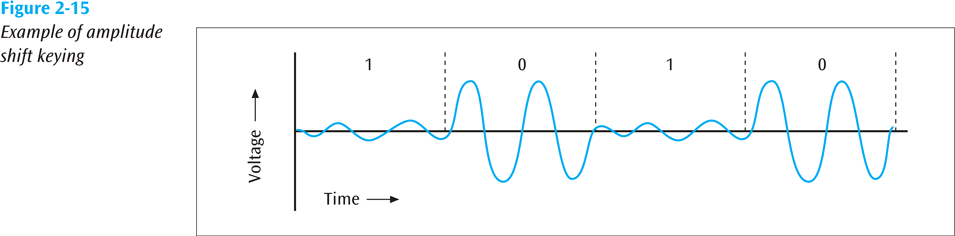 Figure 2-15
Example of amplitude
shift keying
1 0 1 0
Voltage
Time